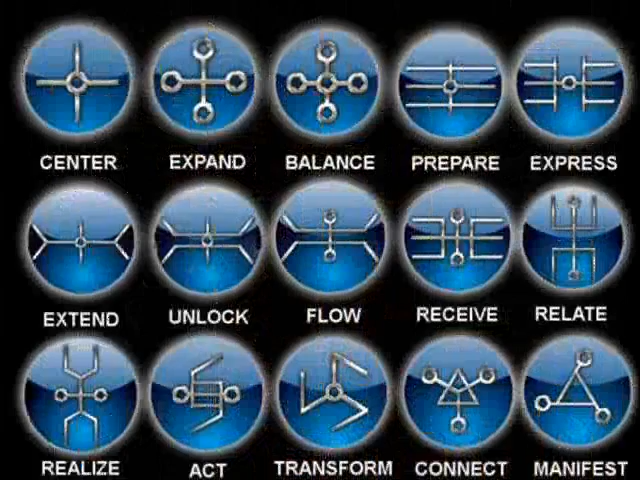 CENTER EXPAND BALANCE PREPARE EXPRESS
EXTEND UNLOCK FLOW RECEIVE RELATE
REALIZE ACT TRANSFORM CONNECT MANIFEST